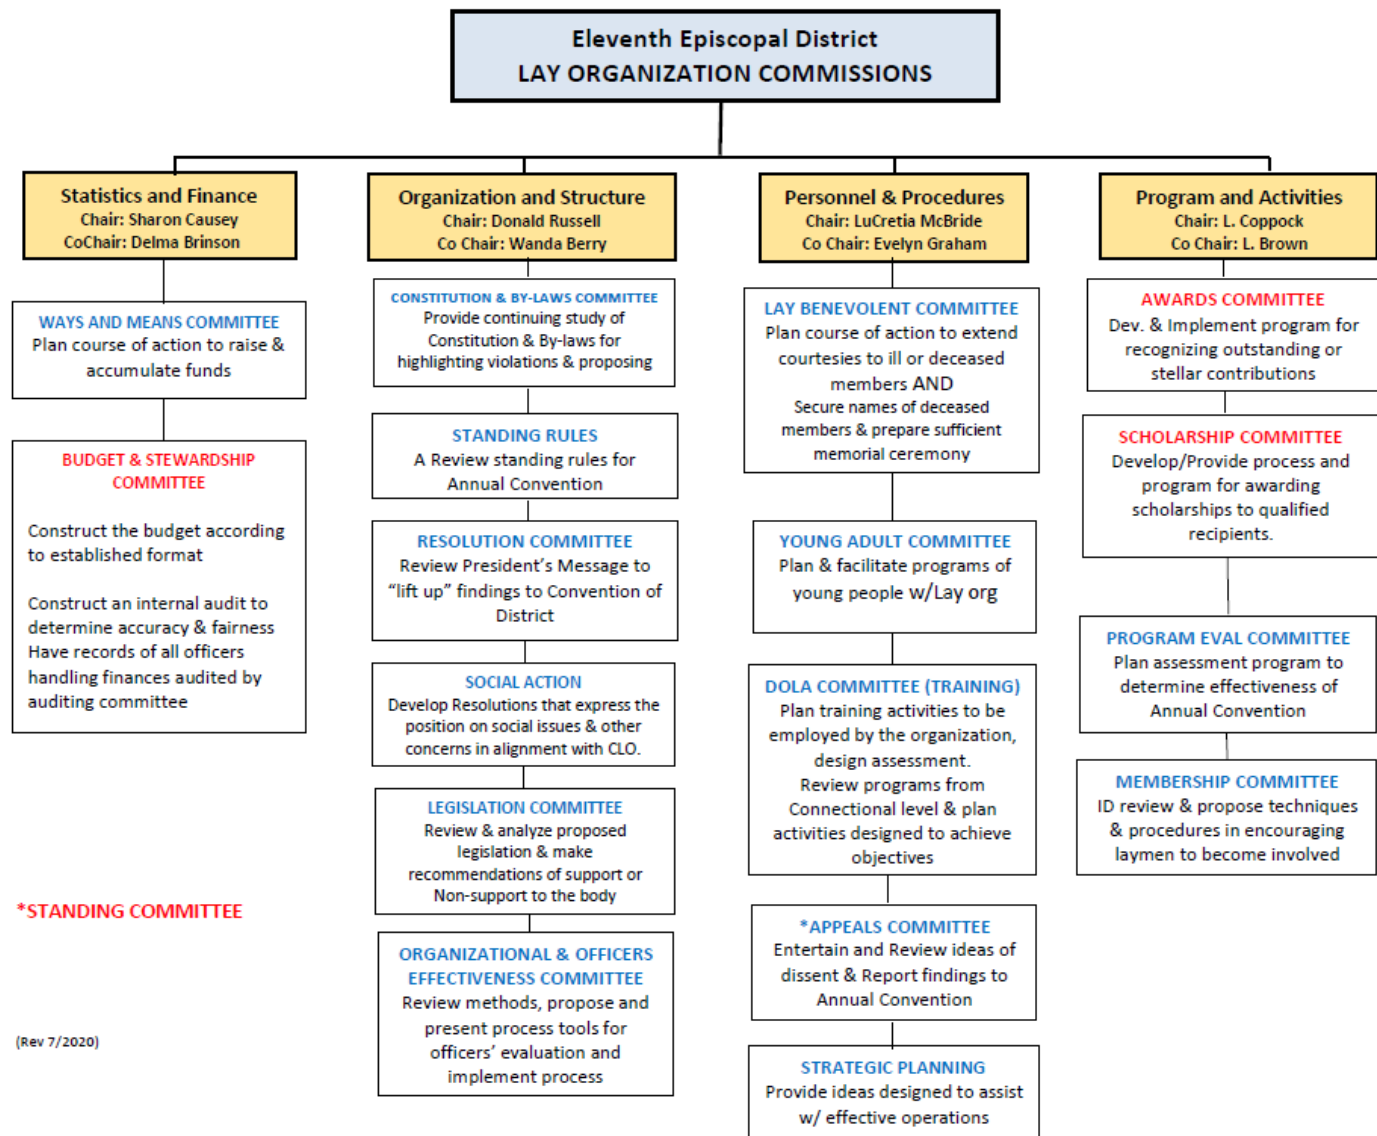 Eleventh Episcopal District
LAY ORGANIZATION COMMISSIONS
Statistics and Finance
Chair: Sharon Causey
CoChair: Delma Brinson
WAYS AND MEANS COMMITTEE
Plan course of action to raise &
accumulate funds
BUDGET & STEWARDSHIP
COMMITTEE
Construct the budget according
to established format
Construct an internal audit to
determine accuracy & fairness
Have records of all officers
handling finances audited by
auditing committee
*STANDING COMMITTEE
(Rev 7/2020)
Organization and Structure
Chair: Donald Russell
Co Chair: Wanda Berry
CONSTITUTION & BY-LAWS COMMITTEE
Provide continuing study of
Constitution & By-laws for
highlighting violations & proposing
STANDING RULES
A Review standing rules for
Annual Convention
RESOLUTION COMMITTEE
Review President’s Message to
“lift up” findings to Convention of
District
SOCIAL ACTION
Develop Resolutions that express the
position on social issues & other
concerns in alignment with CLO.
LEGISLATION COMMITTEE
Review & analyze proposed
legislation & make
recommendations of support or
Non-support to the body
ORGANIZATIONAL & OFFICERS
EFFECTIVENESS COMMITTEE
Review methods, propose and
present process tools for
officers’ evaluation and
implement process
Personnel & Procedures
Chair: LuCretia McBride
Co Chair: Evelyn Graham
LAY BENEVOLENT COMMITTEE
Plan course of action to extend
courtesies to ill or deceased
members AND
Secure names of deceased
members & prepare sufficient
memorial ceremony
YOUNG ADULT COMMITTEE
Plan & facilitate programs of
young people w/Lay org
DOLA COMMITTEE (TRAINING)
Plan training activities to be
employed by the organization,
design assessment.
Review programs from
Connectional level & plan
activities designed to achieve
objectives
*APPEALS COMMITTEE
Entertain and Review ideas of
dissent & Report findings to
Annual Convention
STRATEGIC PLANNING
Provide ideas designed to assist
w/ effective operations
Program and Activities
Chair: L. Coppock
Co Chair: L. Brown
AWARDS COMMITTEE
Dev. & Implement program for
recognizing outstanding or
stellar contributions
SCHOLARSHIP COMMITTEE
Develop/Provide process and
program for awarding
scholarships to qualified
recipients.
PROGRAM EVAL COMMITTEE
Plan assessment program to
determine effectiveness of
Annual Convention
MEMBERSHIP COMMITTEE
ID review & propose techniques
& procedures in encouraging
laymen to become involved